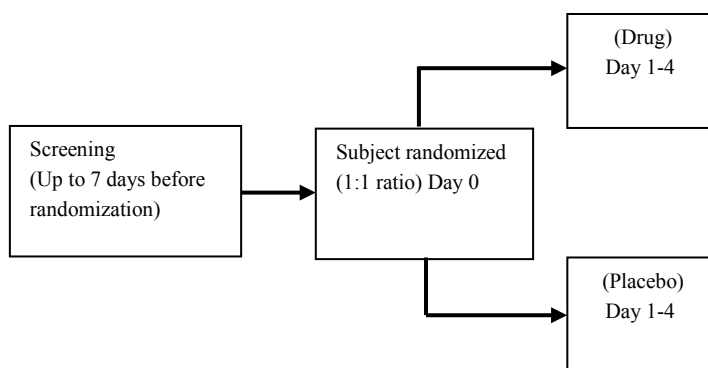 (Drug)
Day 1-4
Screening
(Up to 7 days before
randomization)
Subject randomized
(1:1 ratio) Day 0
(Placebo)
Day 1-4